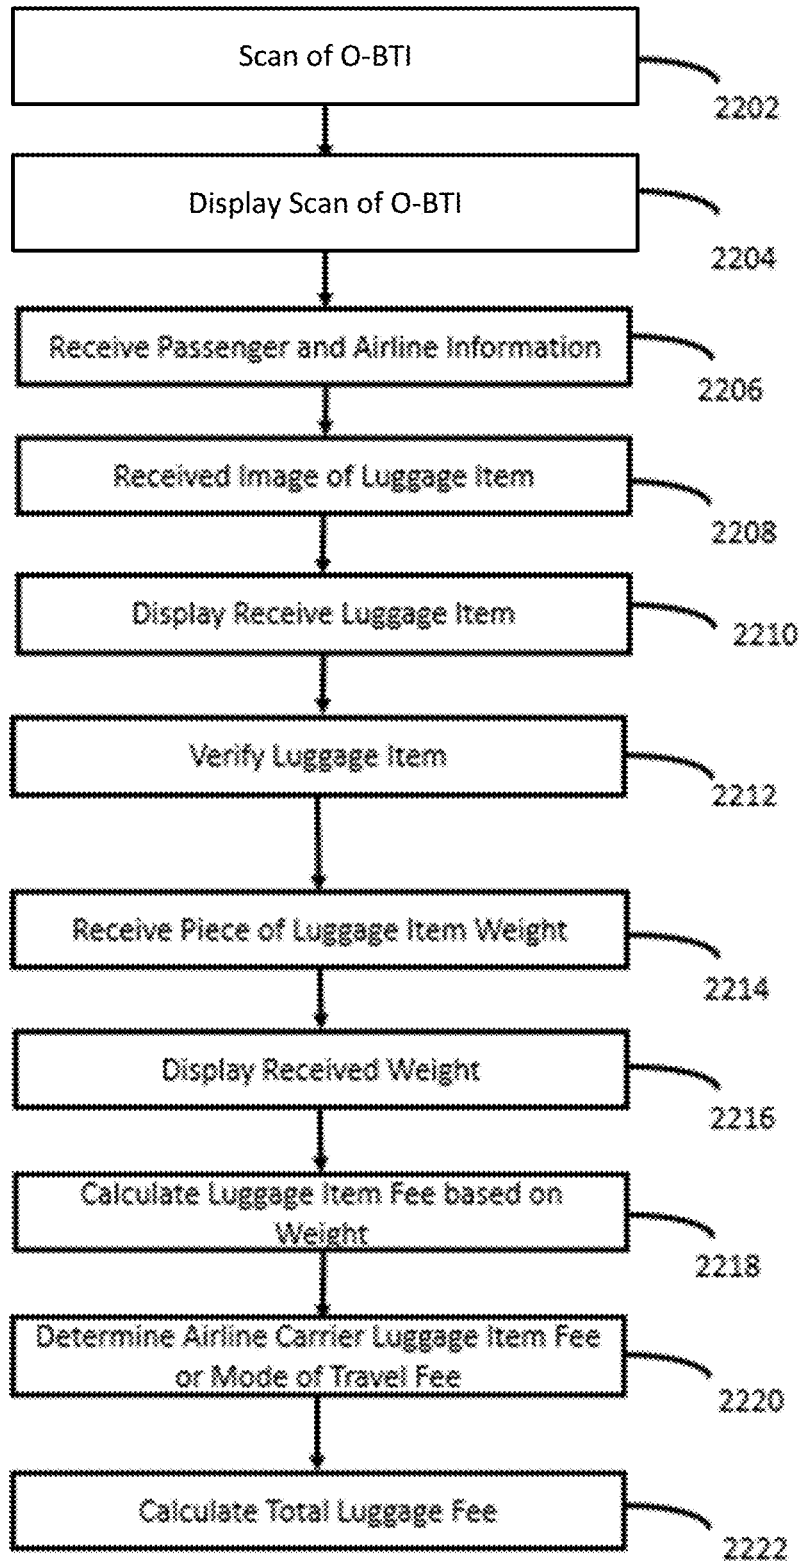 Scan of O-BTI
2202
Display Scan of O-BTI
2204
Receive Passenger and Airline Information
2206
Received Image of Luggage Item
2208
Display Receive Luggage Item
2210
Verify Luggage Item
2212
Receive Piece of Luggage Item Weight
2214
Display Received Weight
2216
Calculate Luggage Item Fee based on
Weight
2218
Determine Airline Carrier Luggage Item Fee
or Mode of Travel Fee
2220
Calculate Total Luggage Fee
2222